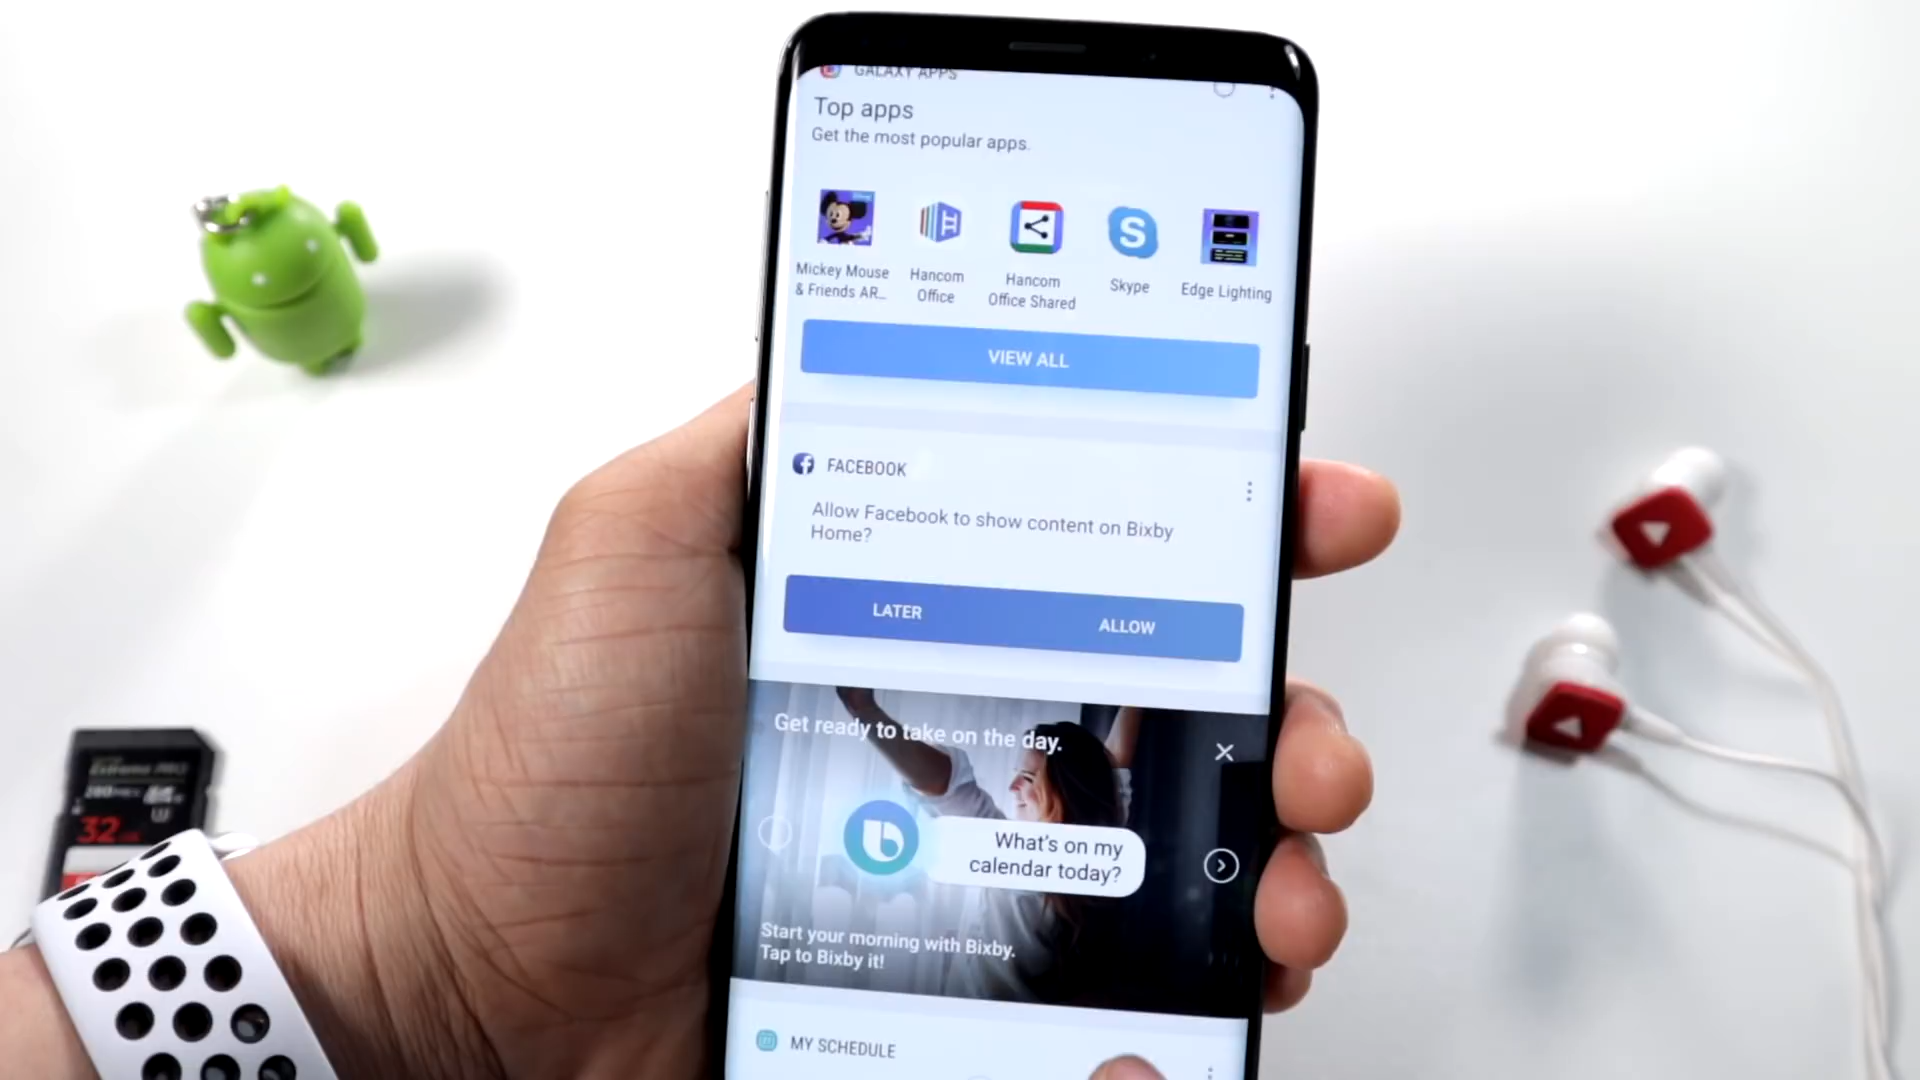 GALAXY APPS
Top apps
Get the most popular apps.
Mickey Mouse
& Friends AR...
Hancom
Office
Hancom
Office Shared
S
Skype
Edge Lighting
VIEW ALL
FACEBOOK
Allow Facebook to show content on Bixby
Home?
LATER
ALLOW
Get ready to take on the day.
What's on my
calendar today?
Start your morning with Bixby.
Tap to Bixby it!
MY SCHEDULE
Extreme PRO
32